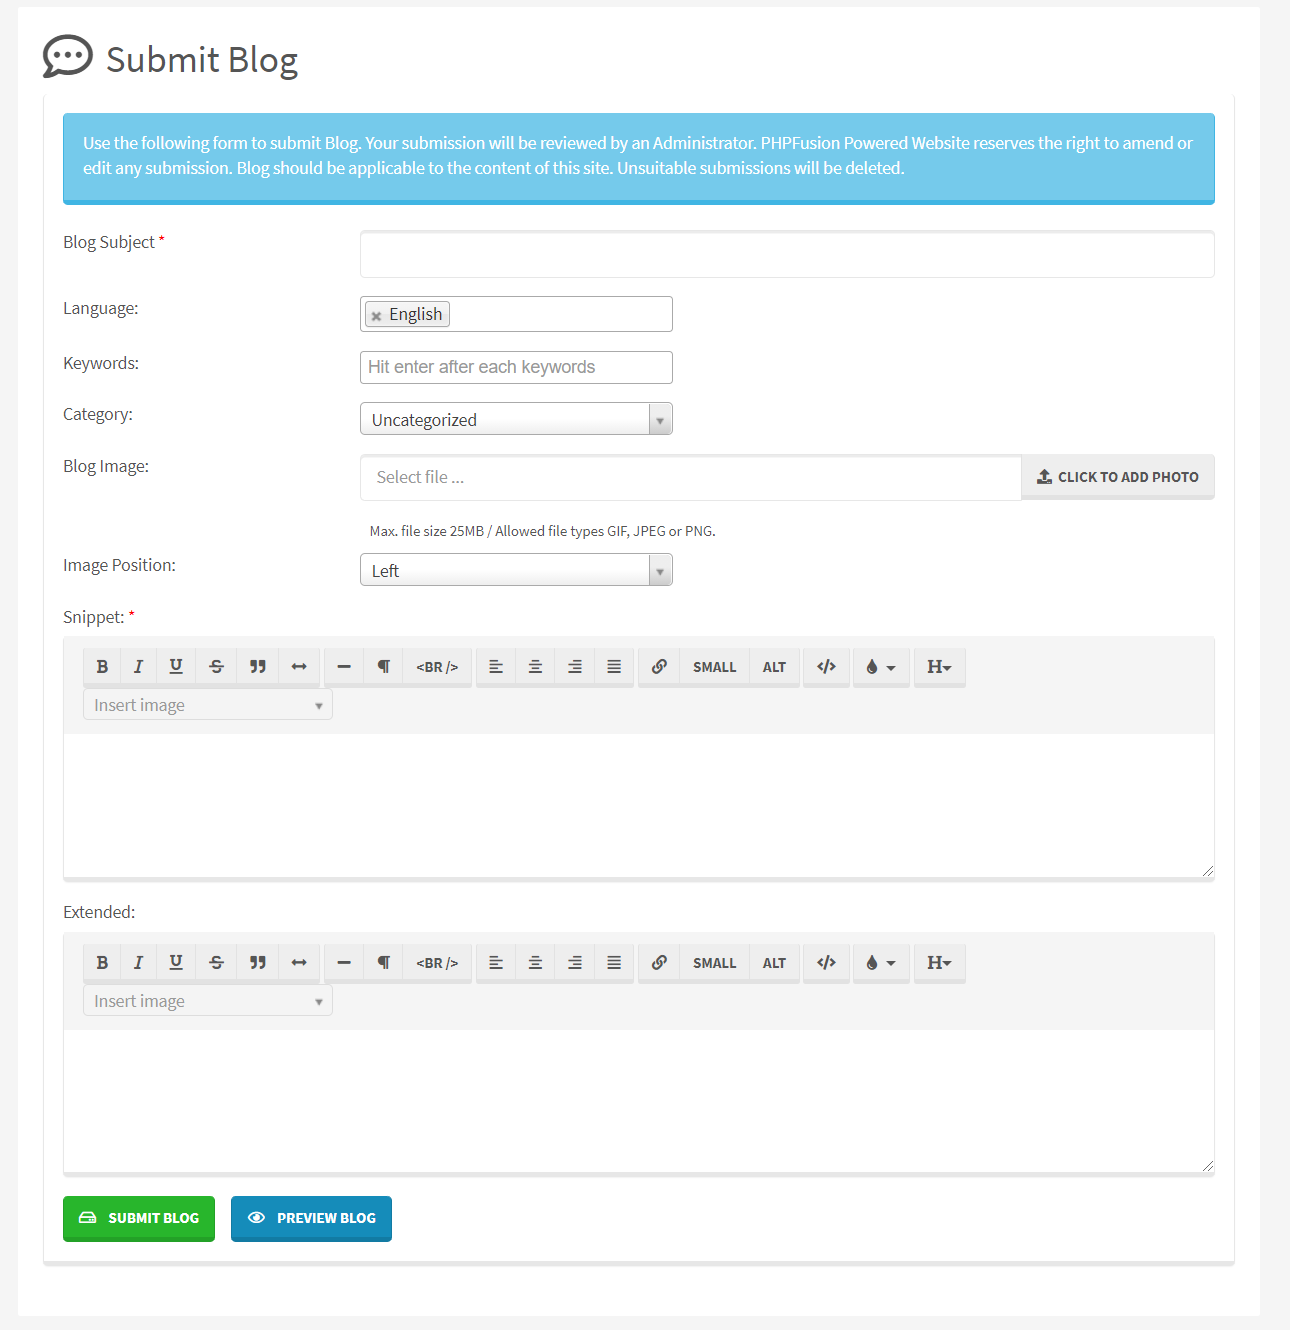 Submit Blog
Use the following form to submit Blog. Your submission will be reviewed by an Administrator. PHPFusion Powered Website reserves the right to amend or
edit any submission. Blog should be applicable to the content of this site. Unsuitable submissions will be deleted.
Blog Subject *
Language:
× English
Keywords:
Hit enter after each keywords
Category:
Uncategorized
Blog Image:
Select file ...
CLICK TO ADD PHOTO
Max. file size 25MB / Allowed file types GIF, JPEG or PNG.
Image Position:
Left
Snippet: *
B I U S <BR /> SMALL ALT </> H
Insert image
Extended:
B I U S <BR /> SMALL ALT </> H
Insert image
SUBMIT BLOG
PREVIEW BLOG